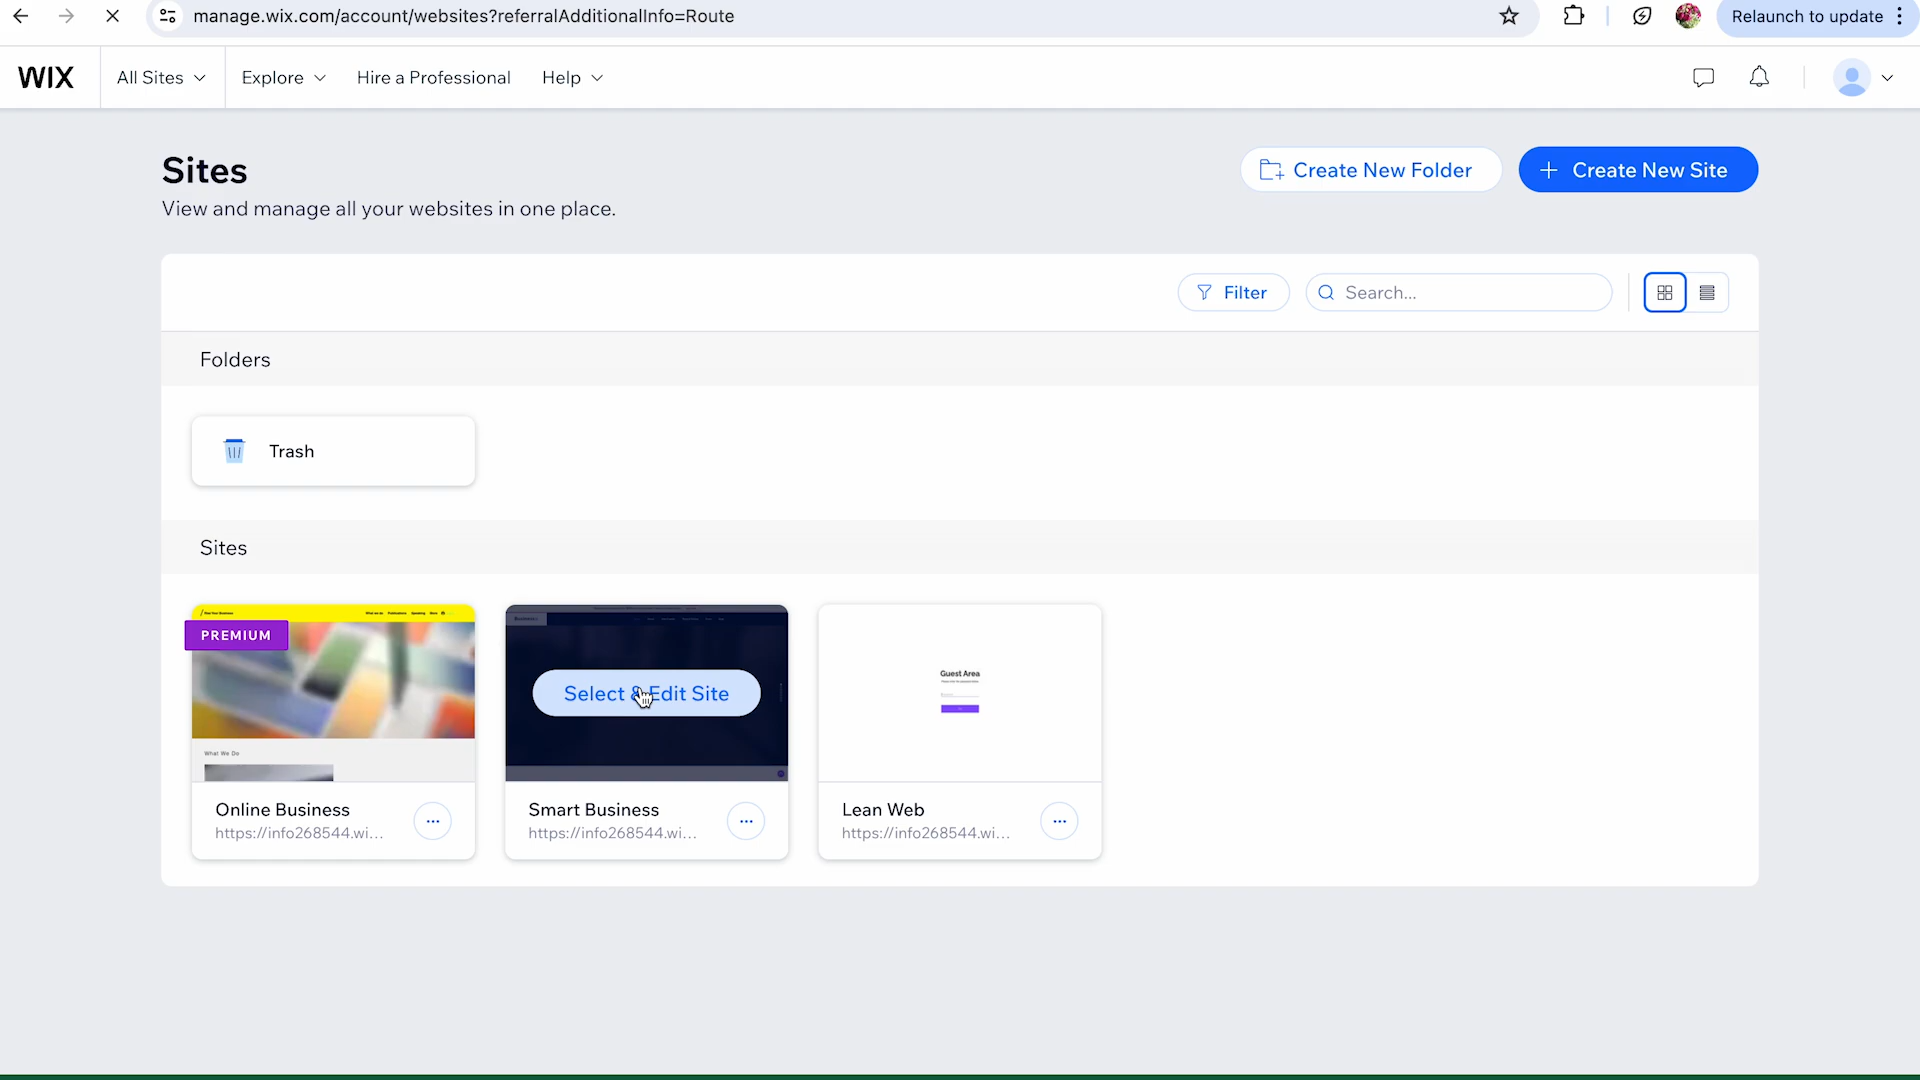 manage.wix.com/account/websites?referralAdditionalInfo=Route
Relaunch to update
WIX
All Sites
Explore
Hire a Professional
Help
Sites
View and manage all your websites in one place.
Create New Folder
+ Create New Site
Filter
Search...
Folders
Trash
Sites
PREMIUM
What We Do
Select & Edit Site
Guest Area
Online Business
https://info268544.wi...
Smart Business
https://info268544.wi...
Lean Web
https://info268544.wi...